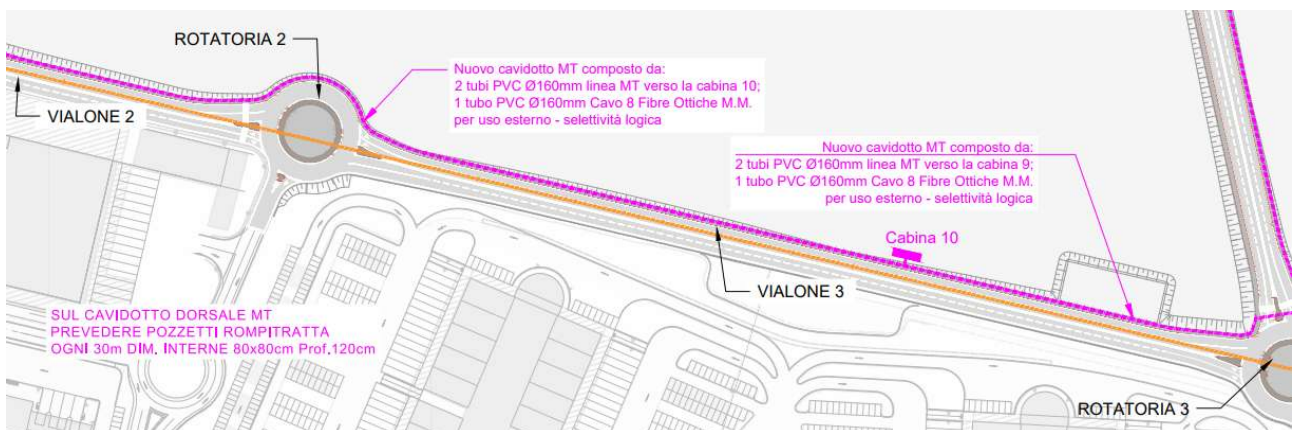 ROTATORIA 2
Nuovo cavidotto MT composto da:
2 tubi PVC Ø160mm linea MT verso la cabina 10;
1 tubo PVC Ø160mm Cavo 8 Fibre Ottiche M.M.
per uso esterno - selettività logica
VIALONE 2
Nuovo cavidotto MT composto da:
2 tubi PVC Ø160mm linea MT verso la cabina 9;
1 tubo PVC Ø160mm Cavo 8 Fibre Ottiche M.M.
per uso esterno - selettività logica
Cabina 10
VIALONE 3
SUL CAVIDOTTO DORSALE MT
PREVEDERE POZZETTI ROMPITRATTA
OGNI 30m DIM. INTERNE 80x80cm Prof.120cm
ROTATORIA 3